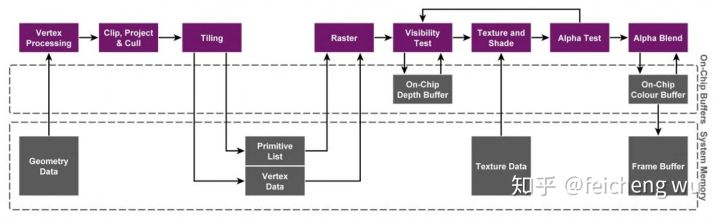 Vertex
Processing
Clip, Project
& Cull
Tiling
Raster
Visibility
Test
Texture and
Shade
Alpha Test
Alpha Blend
On-Chip
Depth Buffer
On-Chip
Colour Buffer
On-Chip Buffers
Geometry
Data
Primitive
List
Vertex
Data
Texture Data
Frame Buffer
System Memory
知乎 @feicheng wu